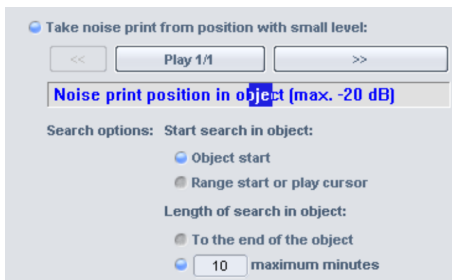 Take noise print from position with small level:
<< Play 1/1 >>
Noise print position in object (max. -20 dB)
Search options: Start search in object:
Object start
Range start or play cursor
Length of search in object:
To the end of the object
10 maximum minutes